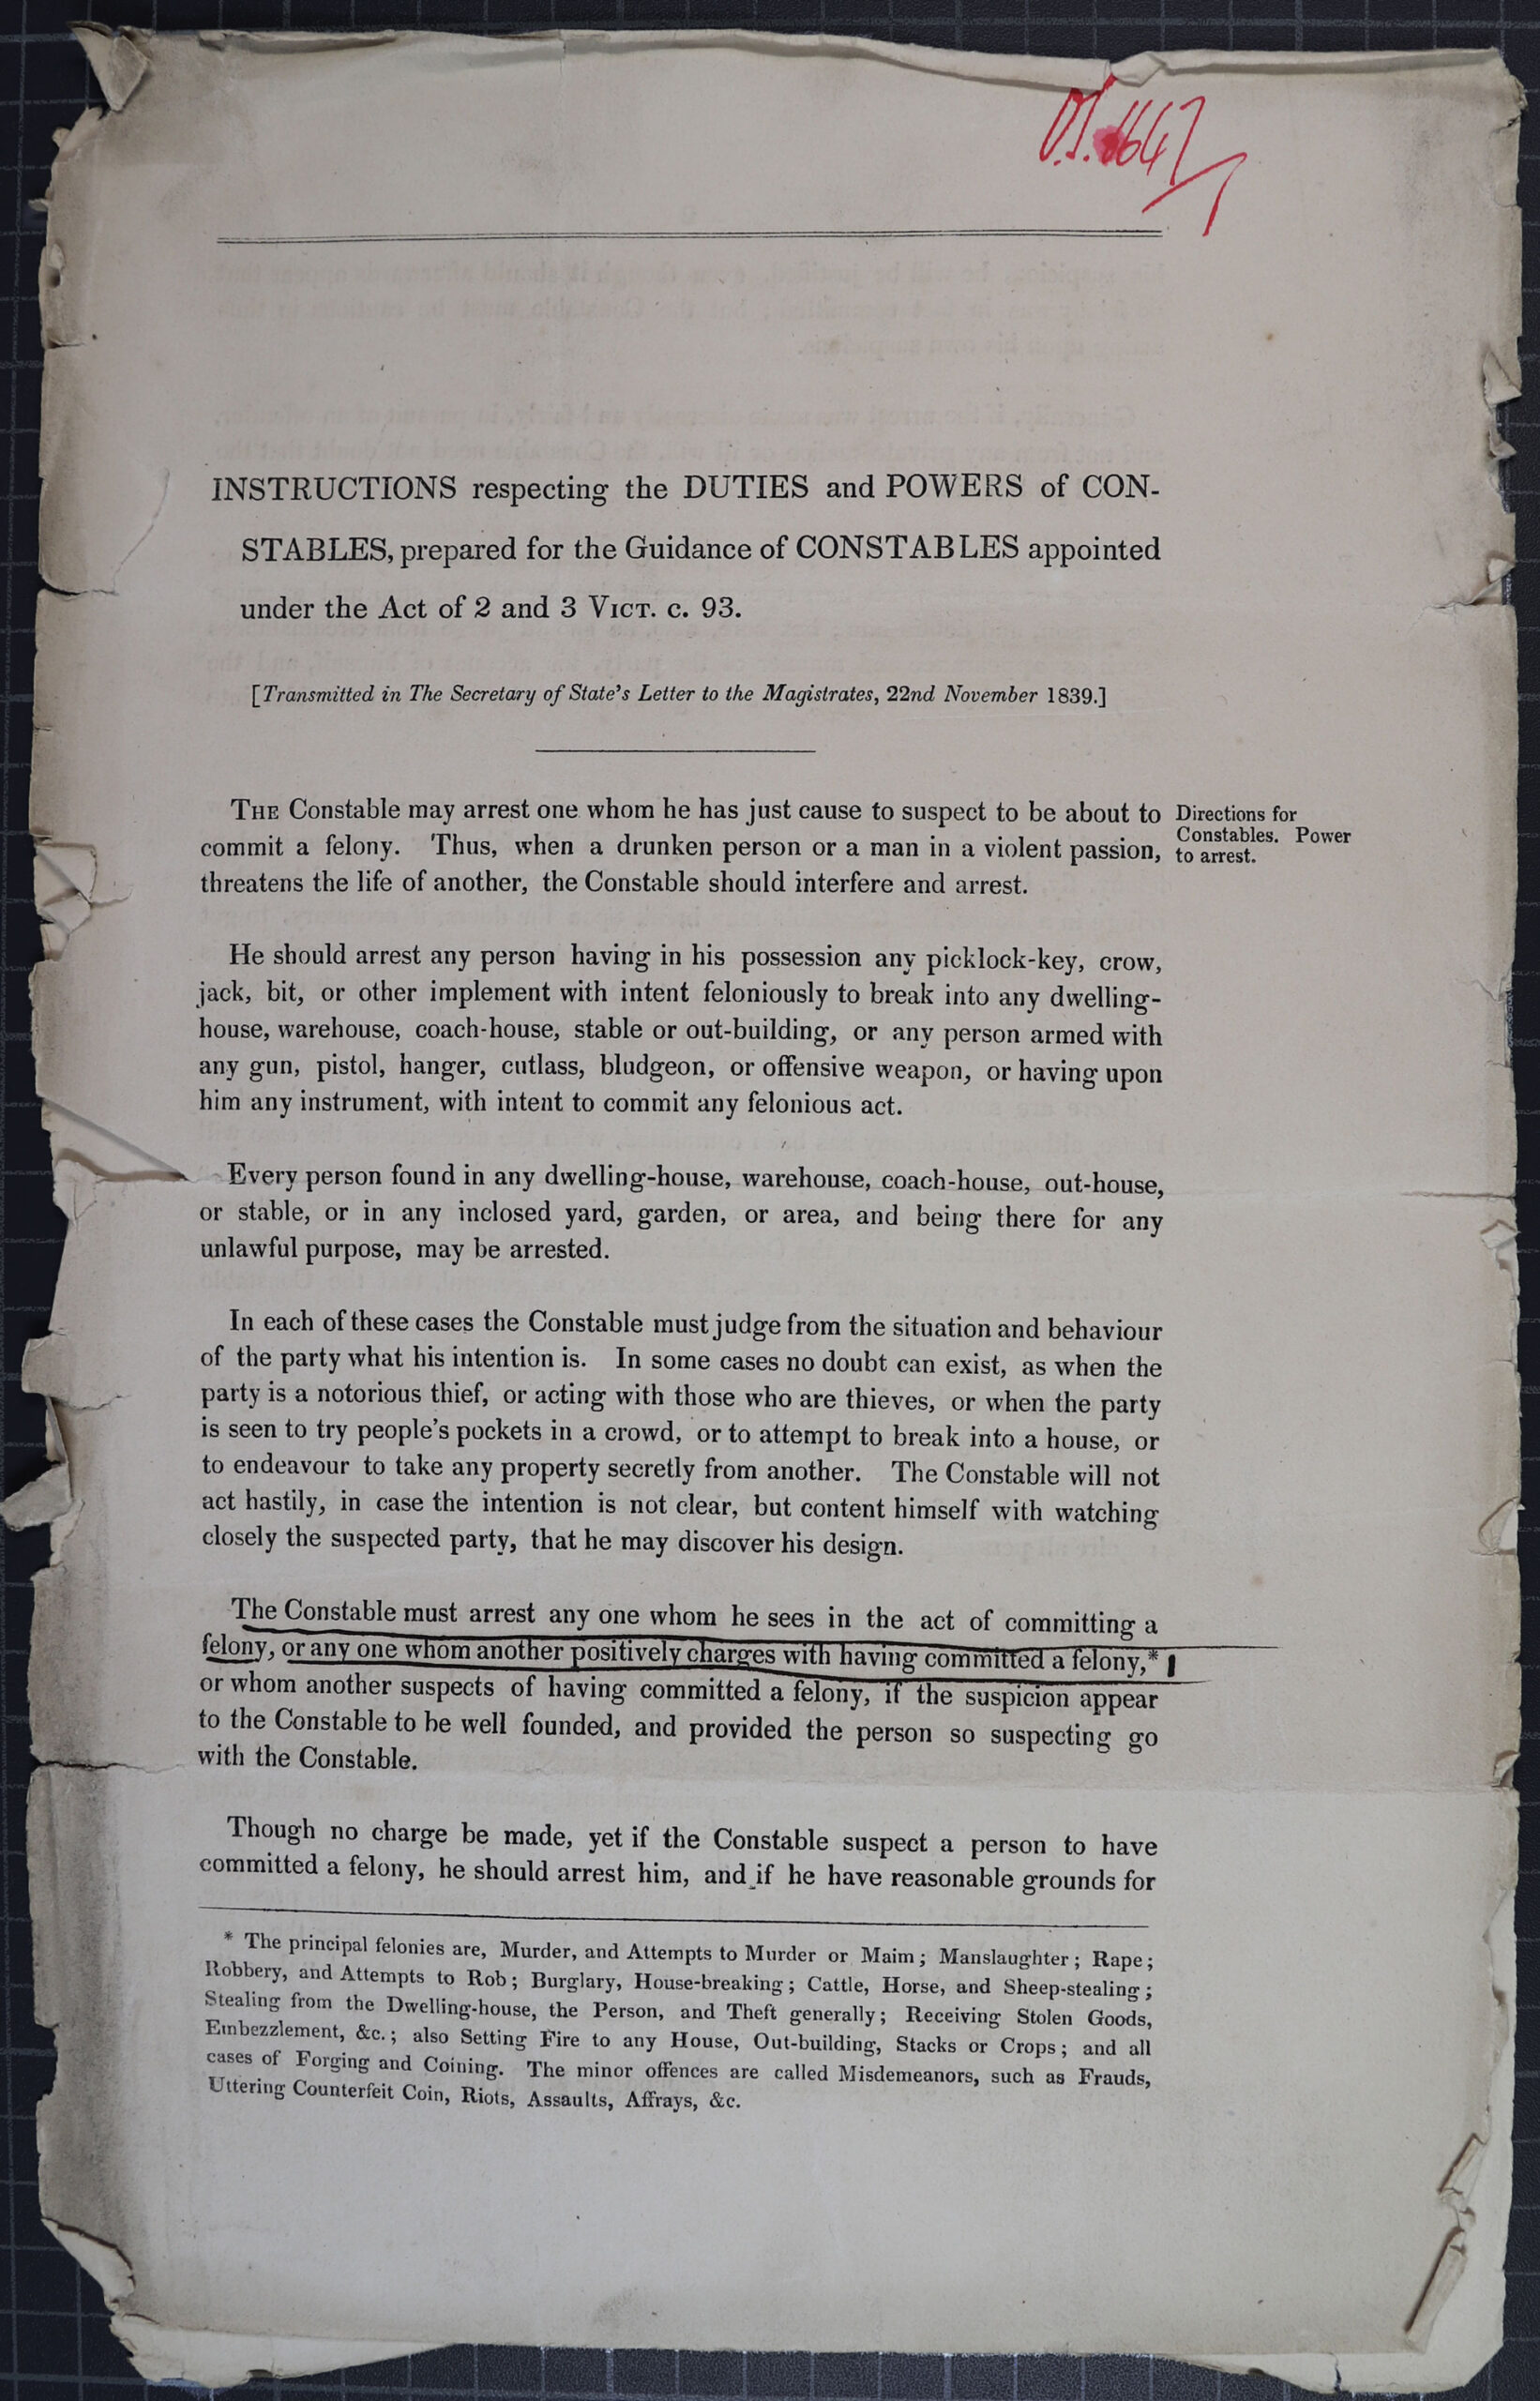 INSTRUCTIONS respecting the DUTIES and POWERS of CON-
STABLES, prepared for the Guidance of CONSTABLES appointed
under the Act of 2 and 3 VICT. c. 93.
[Transmitted in The Secretary of State's Letter to the Magistrates, 22nd November 1839.]
THE Constable may arrest one whom he has just cause to suspect to be about to
commit a felony. Thus, when a drunken person or a man in a violent passion,
threatens the life of another, the Constable should interfere and arrest.
Directions for
Constables. Power
to arrest.
He should arrest any person having in his possession any picklock-key, crow,
jack, bit, or other implement with intent feloniously to break into any dwelling-
house, warehouse, coach-house, stable or out-building, or any person armed with
any gun, pistol, hanger, cutlass, bludgeon, or offensive weapon, or having upon
him any instrument, with intent to commit any felonious act.
Every person found in any dwelling-house, warehouse, coach-house, out-house,
or stable, or in any inclosed yard, garden, or area, and being there for any
unlawful purpose, may be arrested.
In each of these cases the Constable must judge from the situation and behaviour
of the party what his intention is. In some cases no doubt can exist, as when the
party is a notorious thief, or acting with those who are thieves, or when the party
is seen to try people's pockets in a crowd, or to attempt to break into a house, or
to endeavour to take any property secretly from another. The Constable will not
act hastily, in case the intention is not clear, but content himself with watching
closely the suspected party, that he may discover his design.
The Constable must arrest any one whom he sees in the act of committing a
felony, or any one whom another positively charges with having committed a felony,*
or whom another suspects of having committed a felony, if the suspicion appear
to the Constable to be well founded, and provided the person so suspecting go
with the Constable.
Though no charge be made, yet if the Constable suspect a person to have
committed a felony, he should arrest him, and if he have reasonable grounds for
* The principal felonies are, Murder, and Attempts to Murder or Maim; Manslaughter; Rape;
Robbery, and Attempts to Rob; Burglary, House-breaking; Cattle, Horse, and Sheep-stealing;
Stealing from the Dwelling-house, the Person, and Theft generally; Receiving Stolen Goods,
Embezzlement, &c.; also Setting Fire to any House, Out-building, Stacks or Crops; and all
cases of Forging and Coining. The minor offences are called Misdemeanors, such as Frauds,
Uttering Counterfeit Coin, Riots, Assaults, Affrays, &c.